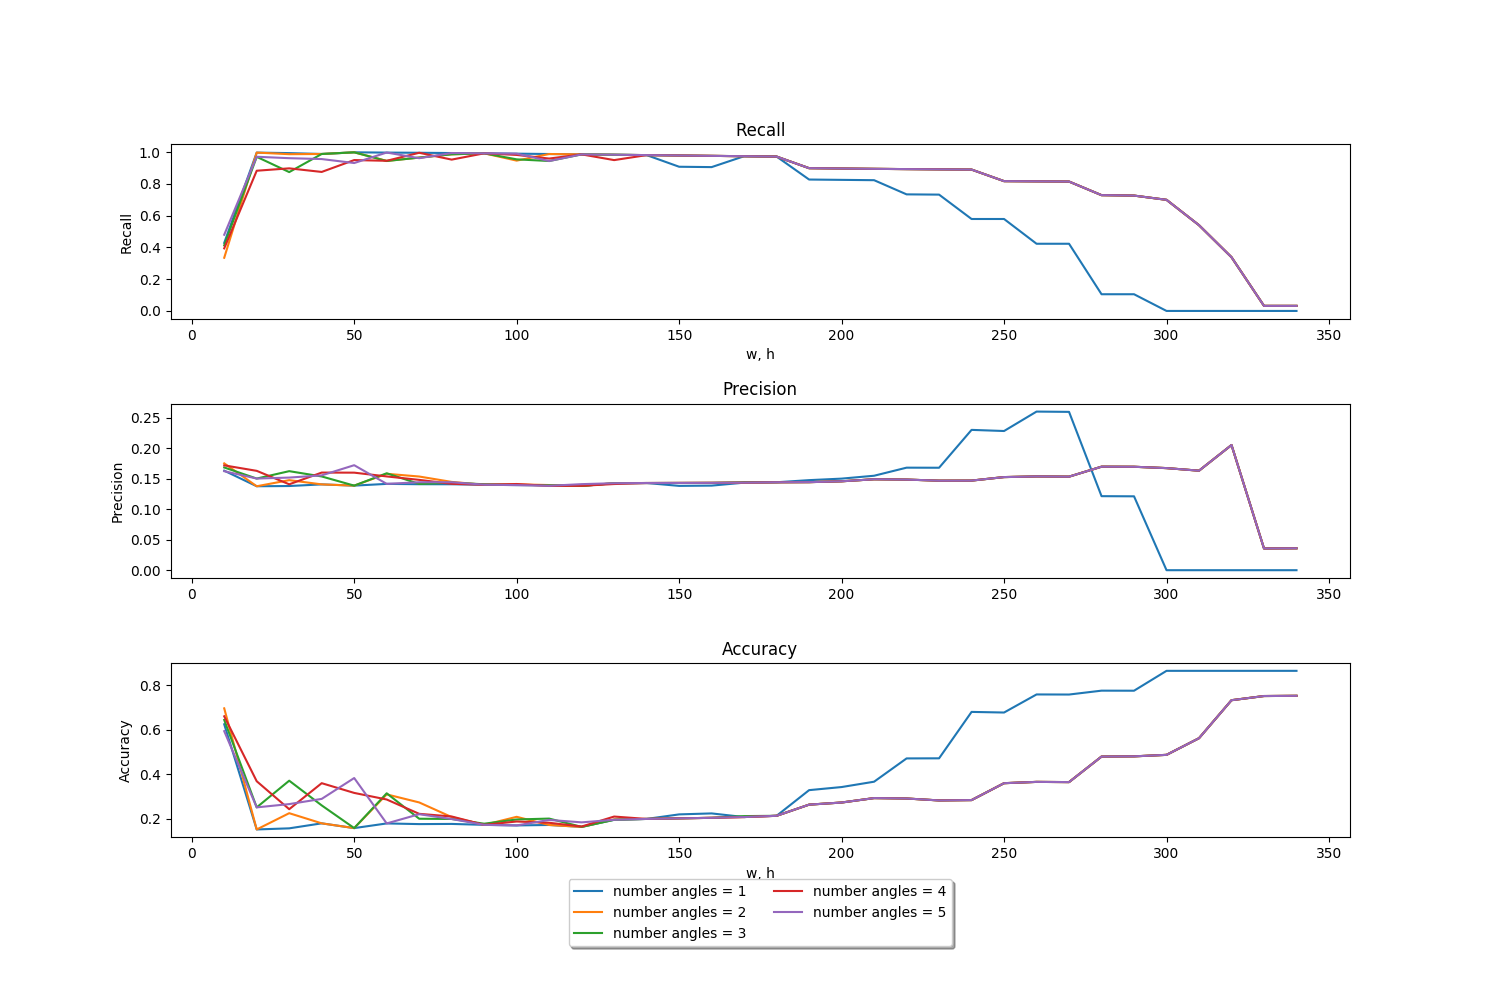 Recall
Recall
1.0
0.8
0.6
0.4
0.2
0.0
0 50 100 150 200 250 300 350
w, h
Precision
Precision
0.25
0.20
0.15
0.10
0.05
0.00
0 50 100 150 200 250 300 350
Accuracy
Accuracy
0.8
0.6
0.4
0.2
0 50 100 150 200 250 300 350
w, h
number angles = 1
number angles = 2
number angles = 3
number angles = 4
number angles = 5